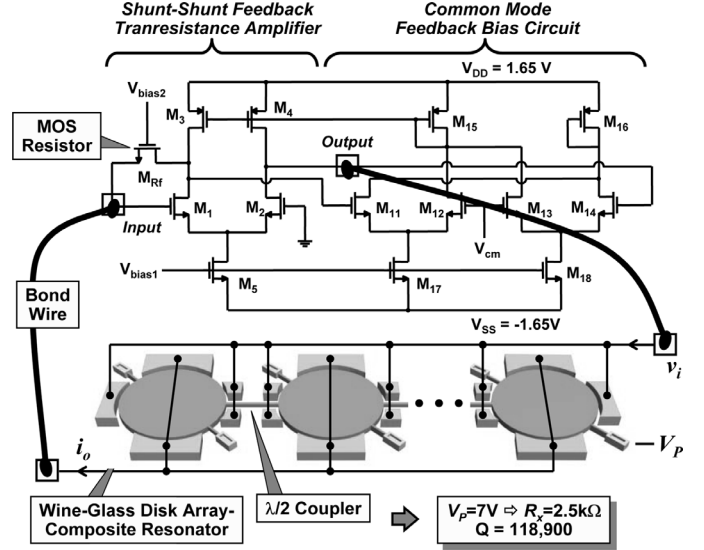 Shunt-Shunt Feedback
Tranresistance Amplifier
Common Mode
Feedback Bias Circuit
V_DD = 1.65 V
V_bias2
M_3
M_4
M_15
M_16
MOS
Resistor
Output
M_Rf
M_1
M_2
M_11
M_12
M_13
M_14
Input
V_cm
V_bias1
M_5
M_17
M_18
Bond
Wire
V_SS = -1.65V
v_i
V_P
i_o
Wine-Glass Disk Array-
Composite Resonator
λ/2 Coupler
V_P=7V ⇨ R_x=2.5kΩ
Q = 118,900